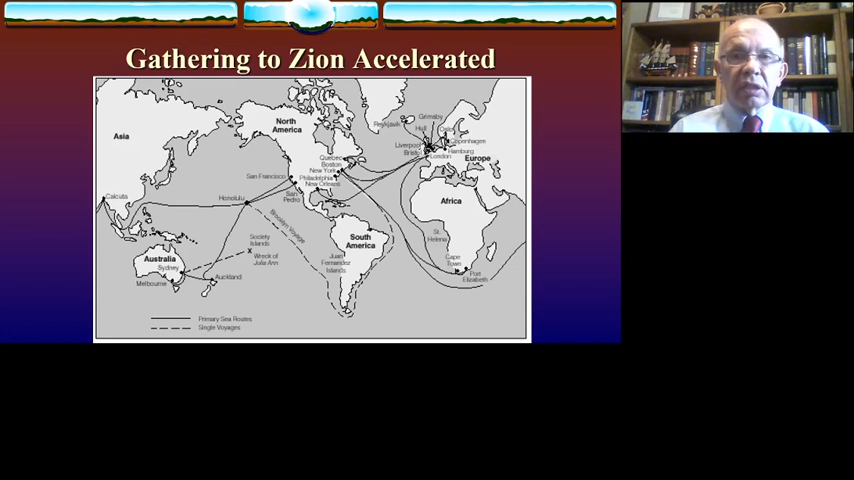 Gathering to Zion Accelerated
Asia
North
America
Reykjavik
Grimsby
Hull
Oslo
Copenhagen
Liverpool
Bristol
Hamburg
London
Europe
Quebec
Boston
New York
Philadelphia
New Orleans
San Francisco
San
Pedro
Calcutta
Honolulu
Africa
Brooklyn Voyage
Society
Islands
South
America
St.
Helena
Australia
Sydney
Wreck of
Julia Ann
Juan
Fernandez
Islands
Cape
Town
Port
Elizabeth
Auckland
Melbourne
Primary Sea Routes
Single Voyages